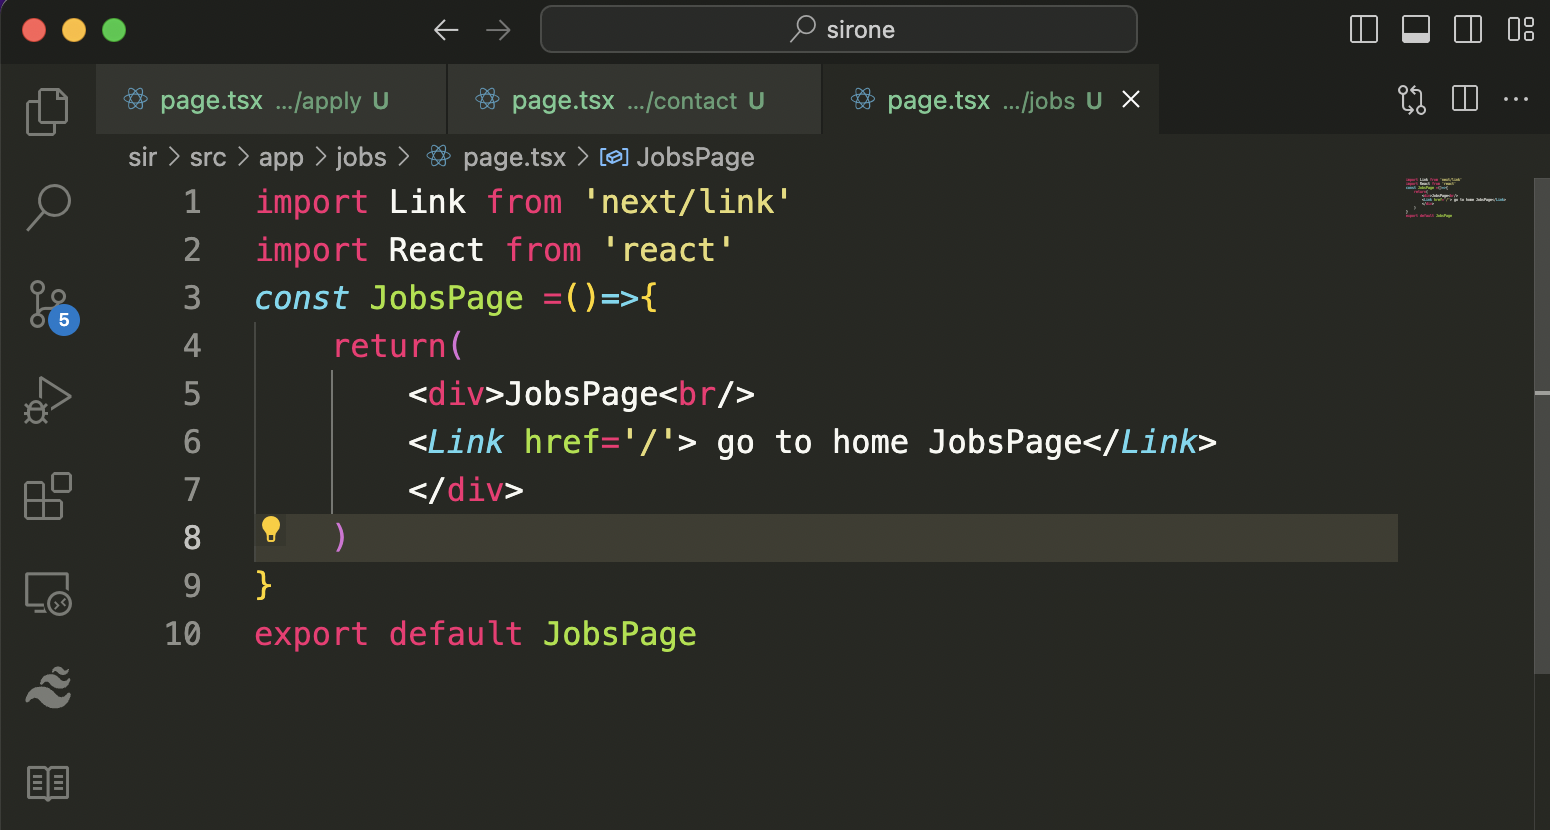 sirone
page.tsx .../apply U
page.tsx .../contact U
page.tsx .../jobs U
sir > src > app > jobs > page.tsx > JobsPage
5
1 import Link from 'next/link'
2 import React from 'react'
3 const JobsPage =()=>{
4 return(
5 <div>JobsPage<br/>
6 <Link href='/'> go to home JobsPage</Link>
7 </div>
8 )
9 }
10 export default JobsPage